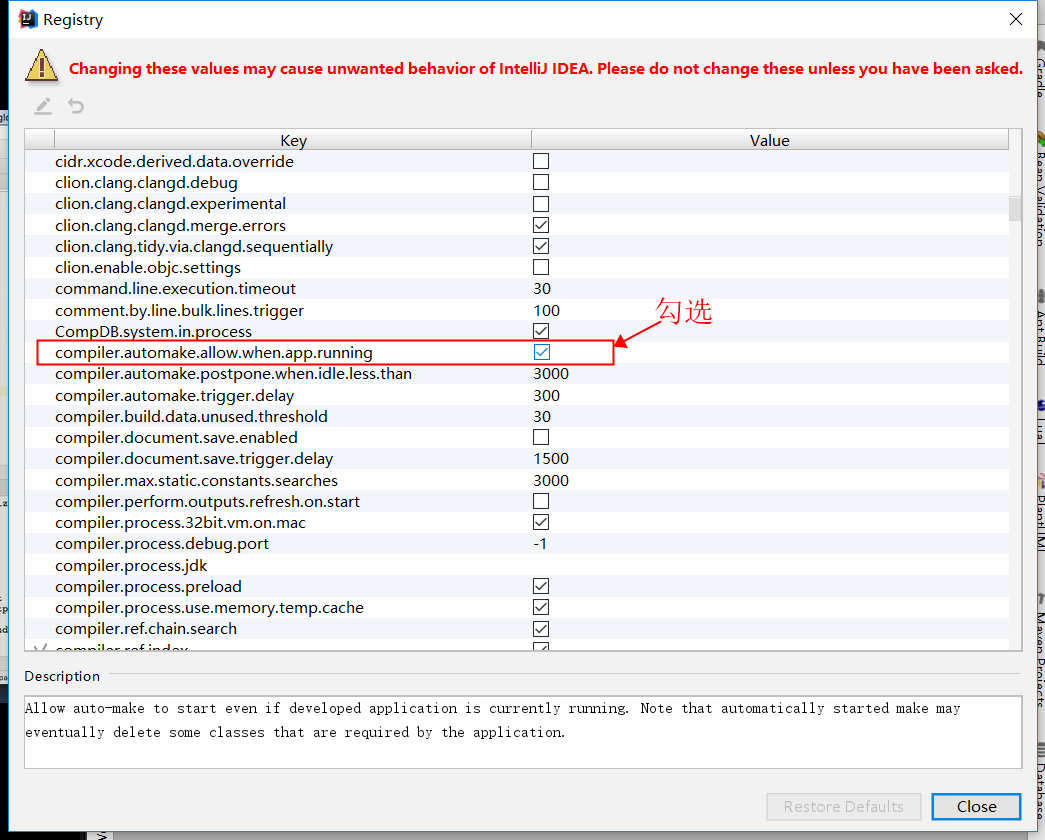 Registry
Changing these values may cause unwanted behavior of IntelliJ IDEA. Please do not change these unless you have been asked.
Key Value
cidr.xcode.derived.data.override
clion.clang.clangd.debug
clion.clang.clangd.experimental
clion.clang.clangd.merge.errors
clion.clang.tidy.via.clangd.sequentially
clion.enable.objc.settings
command.line.execution.timeout 30
comment.by.line.bulk.lines.trigger 100
勾选
CompDB.system.in.process
compiler.automake.allow.when.app.running
compiler.automake.postpone.when.idle.less.than 3000
compiler.automake.trigger.delay 300
compiler.build.data.unused.threshold 30
compiler.document.save.enabled
compiler.document.save.trigger.delay 1500
compiler.max.static.constants.searches 3000
compiler.perform.outputs.refresh.on.start
compiler.process.32bit.vm.on.mac
compiler.process.debug.port -1
compiler.process.jdk
compiler.process.preload
compiler.process.use.memory.temp.cache
compiler.ref.chain.search
compiler.ref.index
Description
Allow auto-make to start even if developed application is currently running. Note that automatically started make may
eventually delete some classes that are required by the application.
Restore Defaults Close
Gradle
Bean Validation
Ant Build
PlantUML
Maven Projects
Database